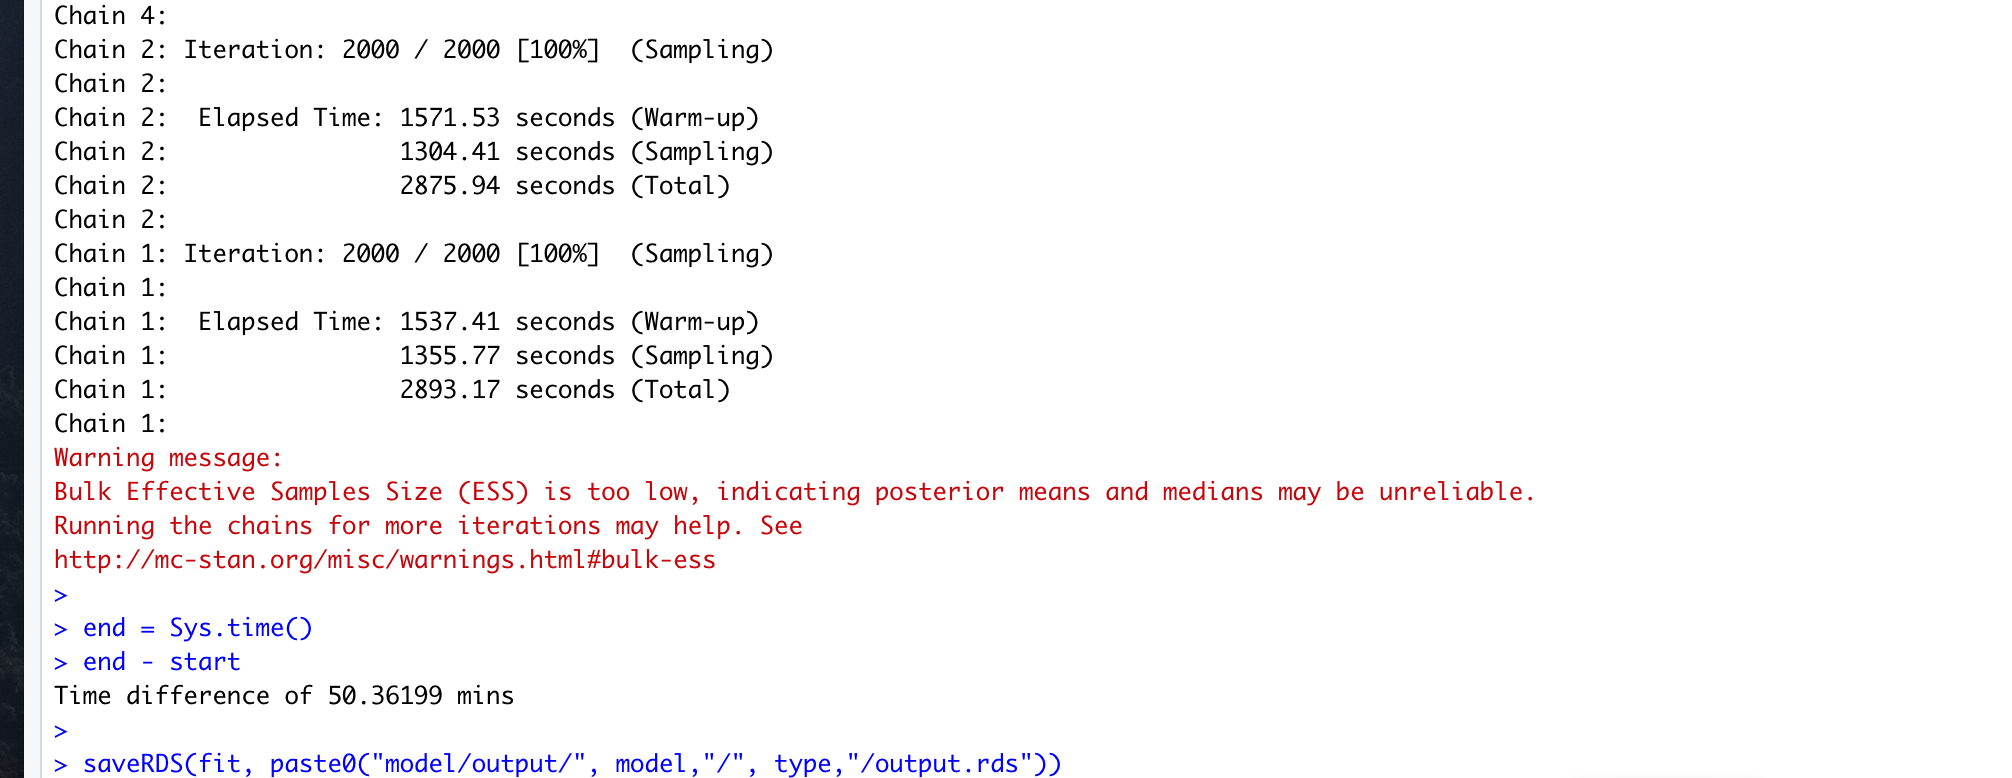 Chain 4:
Chain 2: Iteration: 2000 / 2000 [100%]  (Sampling)
Chain 2:
Chain 2:  Elapsed Time: 1571.53 seconds (Warm-up)
Chain 2:                1304.41 seconds (Sampling)
Chain 2:                2875.94 seconds (Total)
Chain 2:
Chain 1: Iteration: 2000 / 2000 [100%]  (Sampling)
Chain 1:
Chain 1:  Elapsed Time: 1537.41 seconds (Warm-up)
Chain 1:                1355.77 seconds (Sampling)
Chain 1:                2893.17 seconds (Total)
Chain 1:
Warning message:
Bulk Effective Samples Size (ESS) is too low, indicating posterior means and medians may be unreliable.
Running the chains for more iterations may help. See
http://mc-stan.org/misc/warnings.html#bulk-ess
>
> end = Sys.time()
> end - start
Time difference of 50.36199 mins
>
> saveRDS(fit, paste0("model/output/", model,"/", type,"/output.rds"))